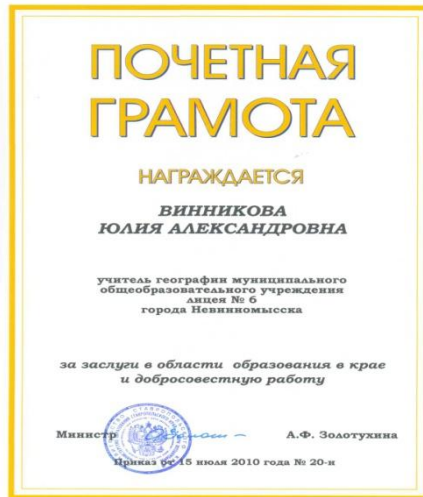 ПОЧЕТНАЯ
ГРАМОТА
НАГРАЖДАЕТСЯ
ВИННИКОВА
ЮЛИЯ АЛЕКСАНДРОВНА
учитель географии муниципального
общеобразовательного учреждения
лицея № 6
города Невинномысска
за заслуги в области образования в крае
и добросовестную работу
Министр А.Ф. Золотухина
Приказ от 15 июля 2010 года № 20-н